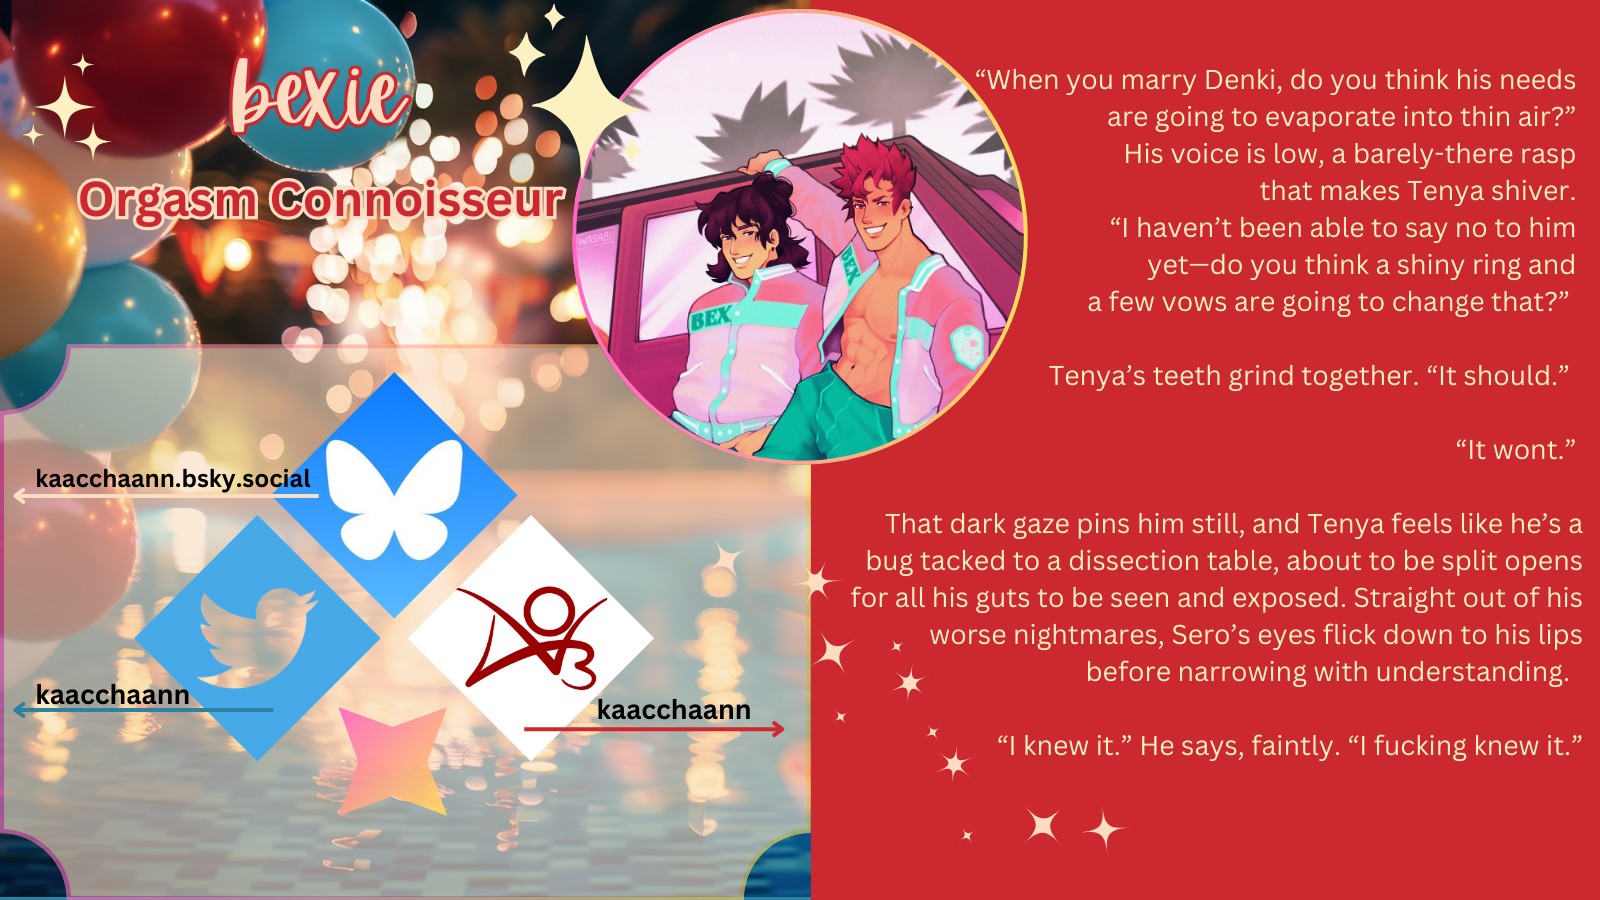 bexie
Orgasm Connoisseur
WASABI
BEX
BEX
kaacchaann.bsky.social
kaacchaann
kaacchaann
“When you marry Denki, do you think his needs
are going to evaporate into thin air?”
His voice is low, a barely-there rasp
that makes Tenya shiver.
“I haven’t been able to say no to him
yet—do you think a shiny ring and
a few vows are going to change that?”
Tenya’s teeth grind together. “It should.”
“It wont.”
That dark gaze pins him still, and Tenya feels like he’s a
bug tacked to a dissection table, about to be split opens
for all his guts to be seen and exposed. Straight out of his
worse nightmares, Sero’s eyes flick down to his lips
before narrowing with understanding.
“I knew it.” He says, faintly. “I fucking knew it.”